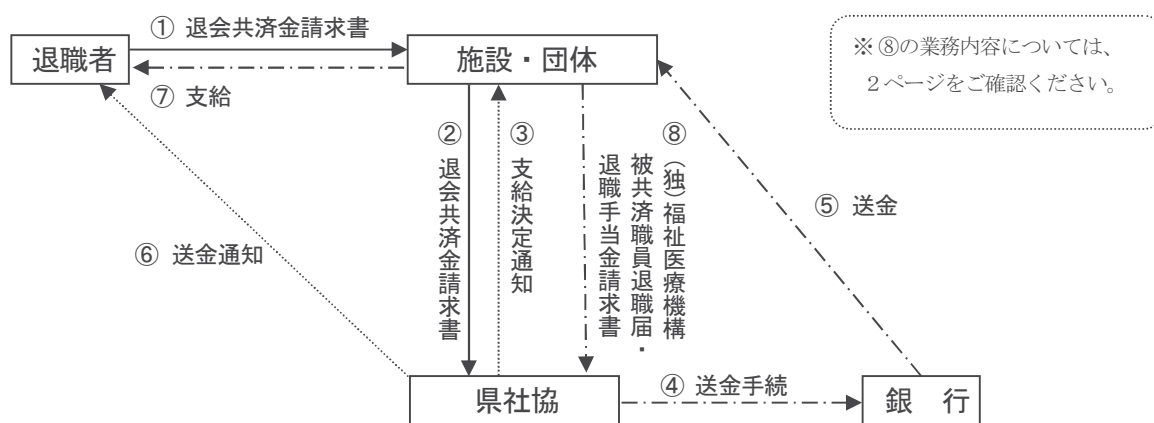 ① 退会共済金請求書
退職者
施設・団体
⑦ 支給
※ ⑧の業務内容については、
2ページをご確認ください。
② 退会共済金請求書
③ 支給決定通知
⑧ (独)福祉医療機構
被共済職員退職届・
退職手当金請求書
⑤ 送金
⑥ 送金通知
県社協
④ 送金手続
銀 行